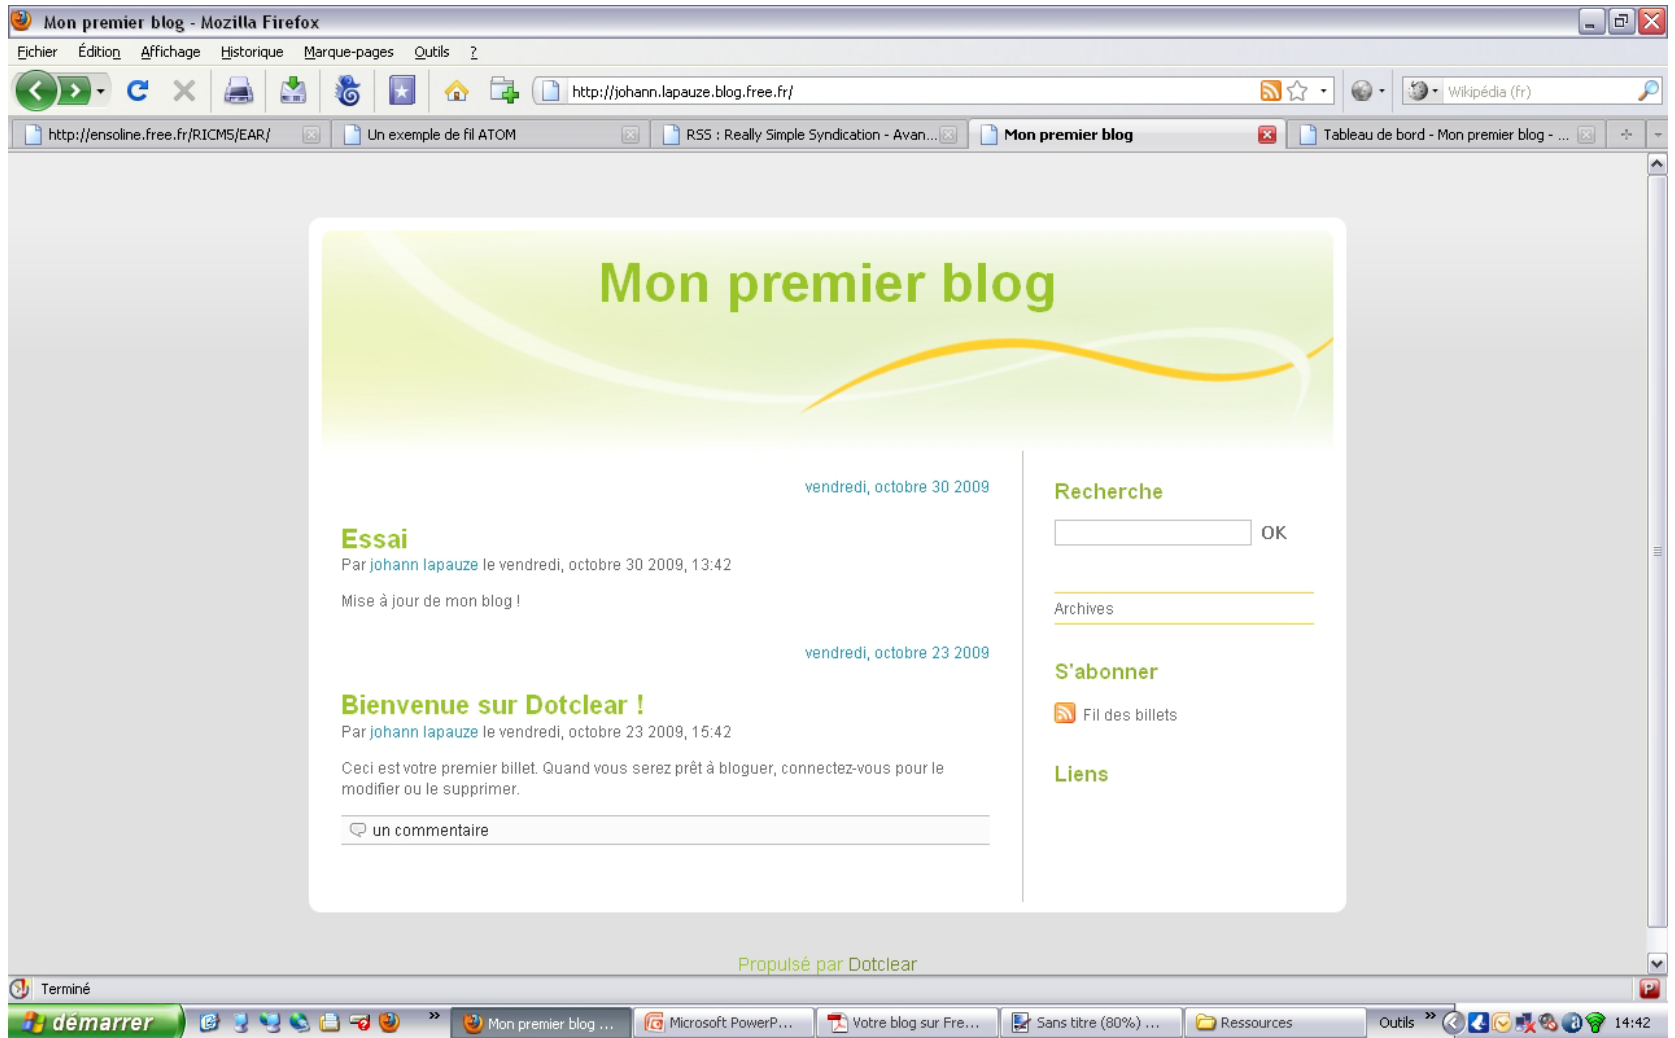 Mon premier blog - Mozilla Firefox
Fichier Édition Affichage Historique Marque-pages Outils ?
http://johann.lapauze.blog.free.fr/ Wikipédia (fr)
http://ensoline.free.fr/RICM5/EAR/ Un exemple de fil ATOM RSS : Really Simple Syndication - Avan... Mon premier blog Tableau de bord - Mon premier blog - ...
Mon premier blog
vendredi, octobre 30 2009
Essai
Par johann lapauze le vendredi, octobre 30 2009, 13:42
Mise à jour de mon blog !
vendredi, octobre 23 2009
Bienvenue sur Dotclear !
Par johann lapauze le vendredi, octobre 23 2009, 15:42
Ceci est votre premier billet. Quand vous serez prêt à bloguer, connectez-vous pour le
modifier ou le supprimer.
un commentaire
Recherche
OK
Archives
S'abonner
Fil des billets
Liens
Propulsé par Dotclear
Terminé
démarrer » Mon premier blog ... Microsoft PowerP... Votre blog sur Fre... Sans titre (80%) ... Ressources Outils » 14:42